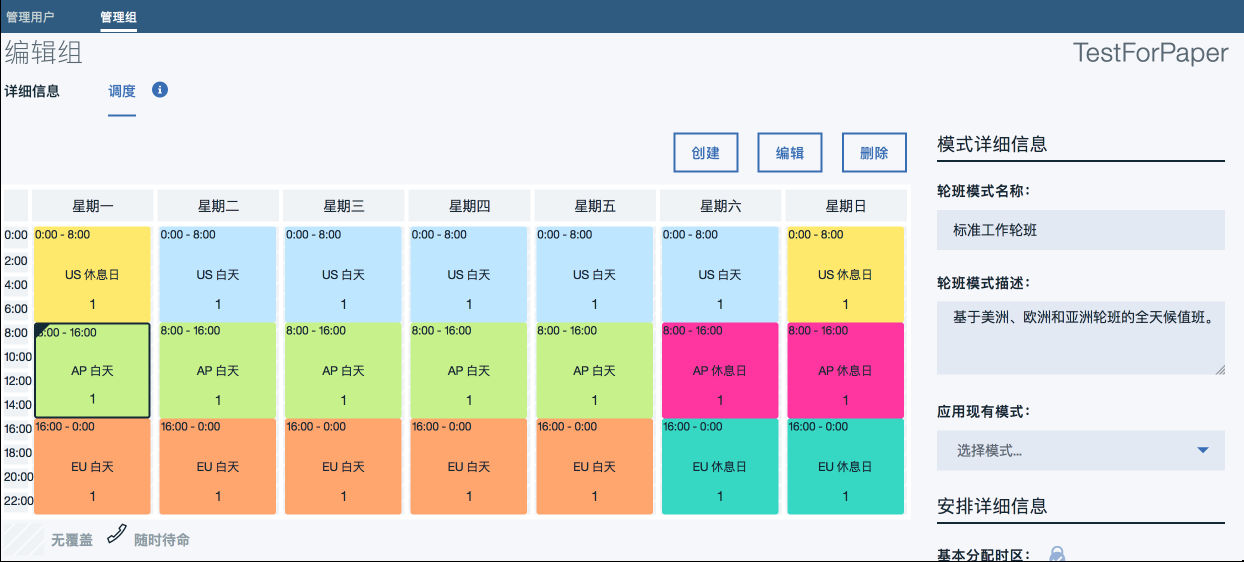 管理用户 管理组
编辑组 TestForPaper
详细信息 调度
创建 编辑 删除
星期一 星期二 星期三 星期四 星期五 星期六 星期日
0:00 0:00 - 8:00 0:00 - 8:00 0:00 - 8:00 0:00 - 8:00 0:00 - 8:00 0:00 - 8:00 0:00 - 8:00
2:00
US 休息日 US 白天 US 白天 US 白天 US 白天 US 白天 US 休息日
4:00
6:00 1 1 1 1 1 1 1
8:00 8:00 - 16:00 8:00 - 16:00 8:00 - 16:00 8:00 - 16:00 8:00 - 16:00 8:00 - 16:00 8:00 - 16:00
10:00
AP 白天 AP 白天 AP 白天 AP 白天 AP 白天 AP 休息日 AP 休息日
12:00
14:00 1 1 1 1 1 1 1
16:00 16:00 - 0:00 16:00 - 0:00 16:00 - 0:00 16:00 - 0:00 16:00 - 0:00 16:00 - 0:00 16:00 - 0:00
18:00
EU 白天 EU 白天 EU 白天 EU 白天 EU 白天 EU 休息日 EU 休息日
20:00
22:00 1 1 1 1 1 1 1
无覆盖 随时待命
模式详细信息
轮班模式名称：
标准工作轮班
轮班模式描述：
基于美洲、欧洲和亚洲轮班的全天候值班。
应用现有模式：
选择模式...
安排详细信息
基本分配时区：